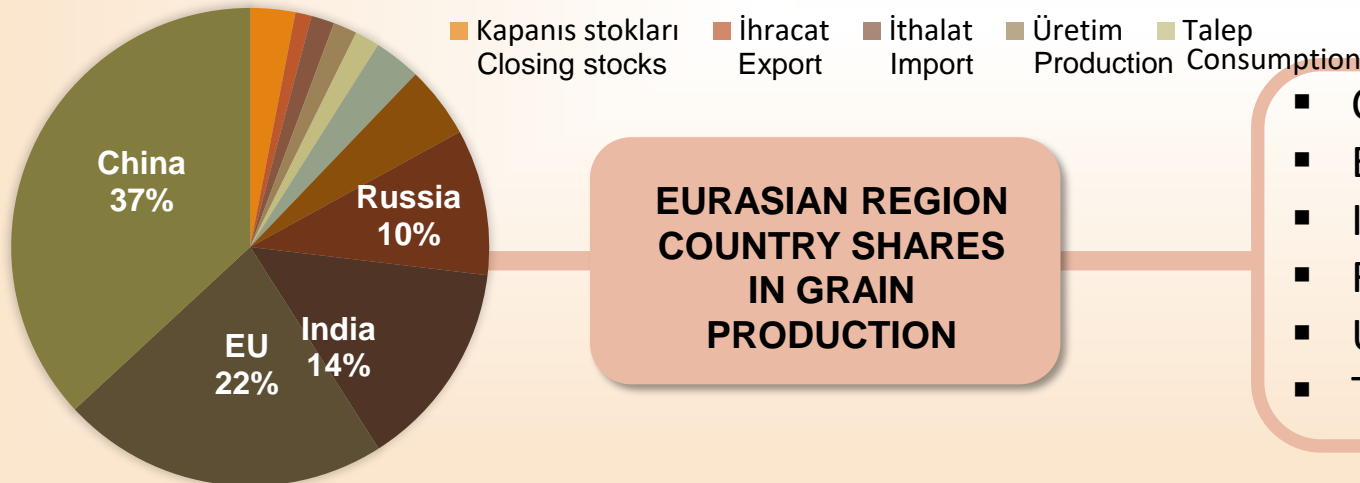 Kapanıs stokları İhracat İthalat Üretim Talep
Closing stocks Export Import Production Consumption
China
37%
Russia
10%
EURASIAN REGION
COUNTRY SHARES
IN GRAIN
PRODUCTION
India
14%
EU
22%